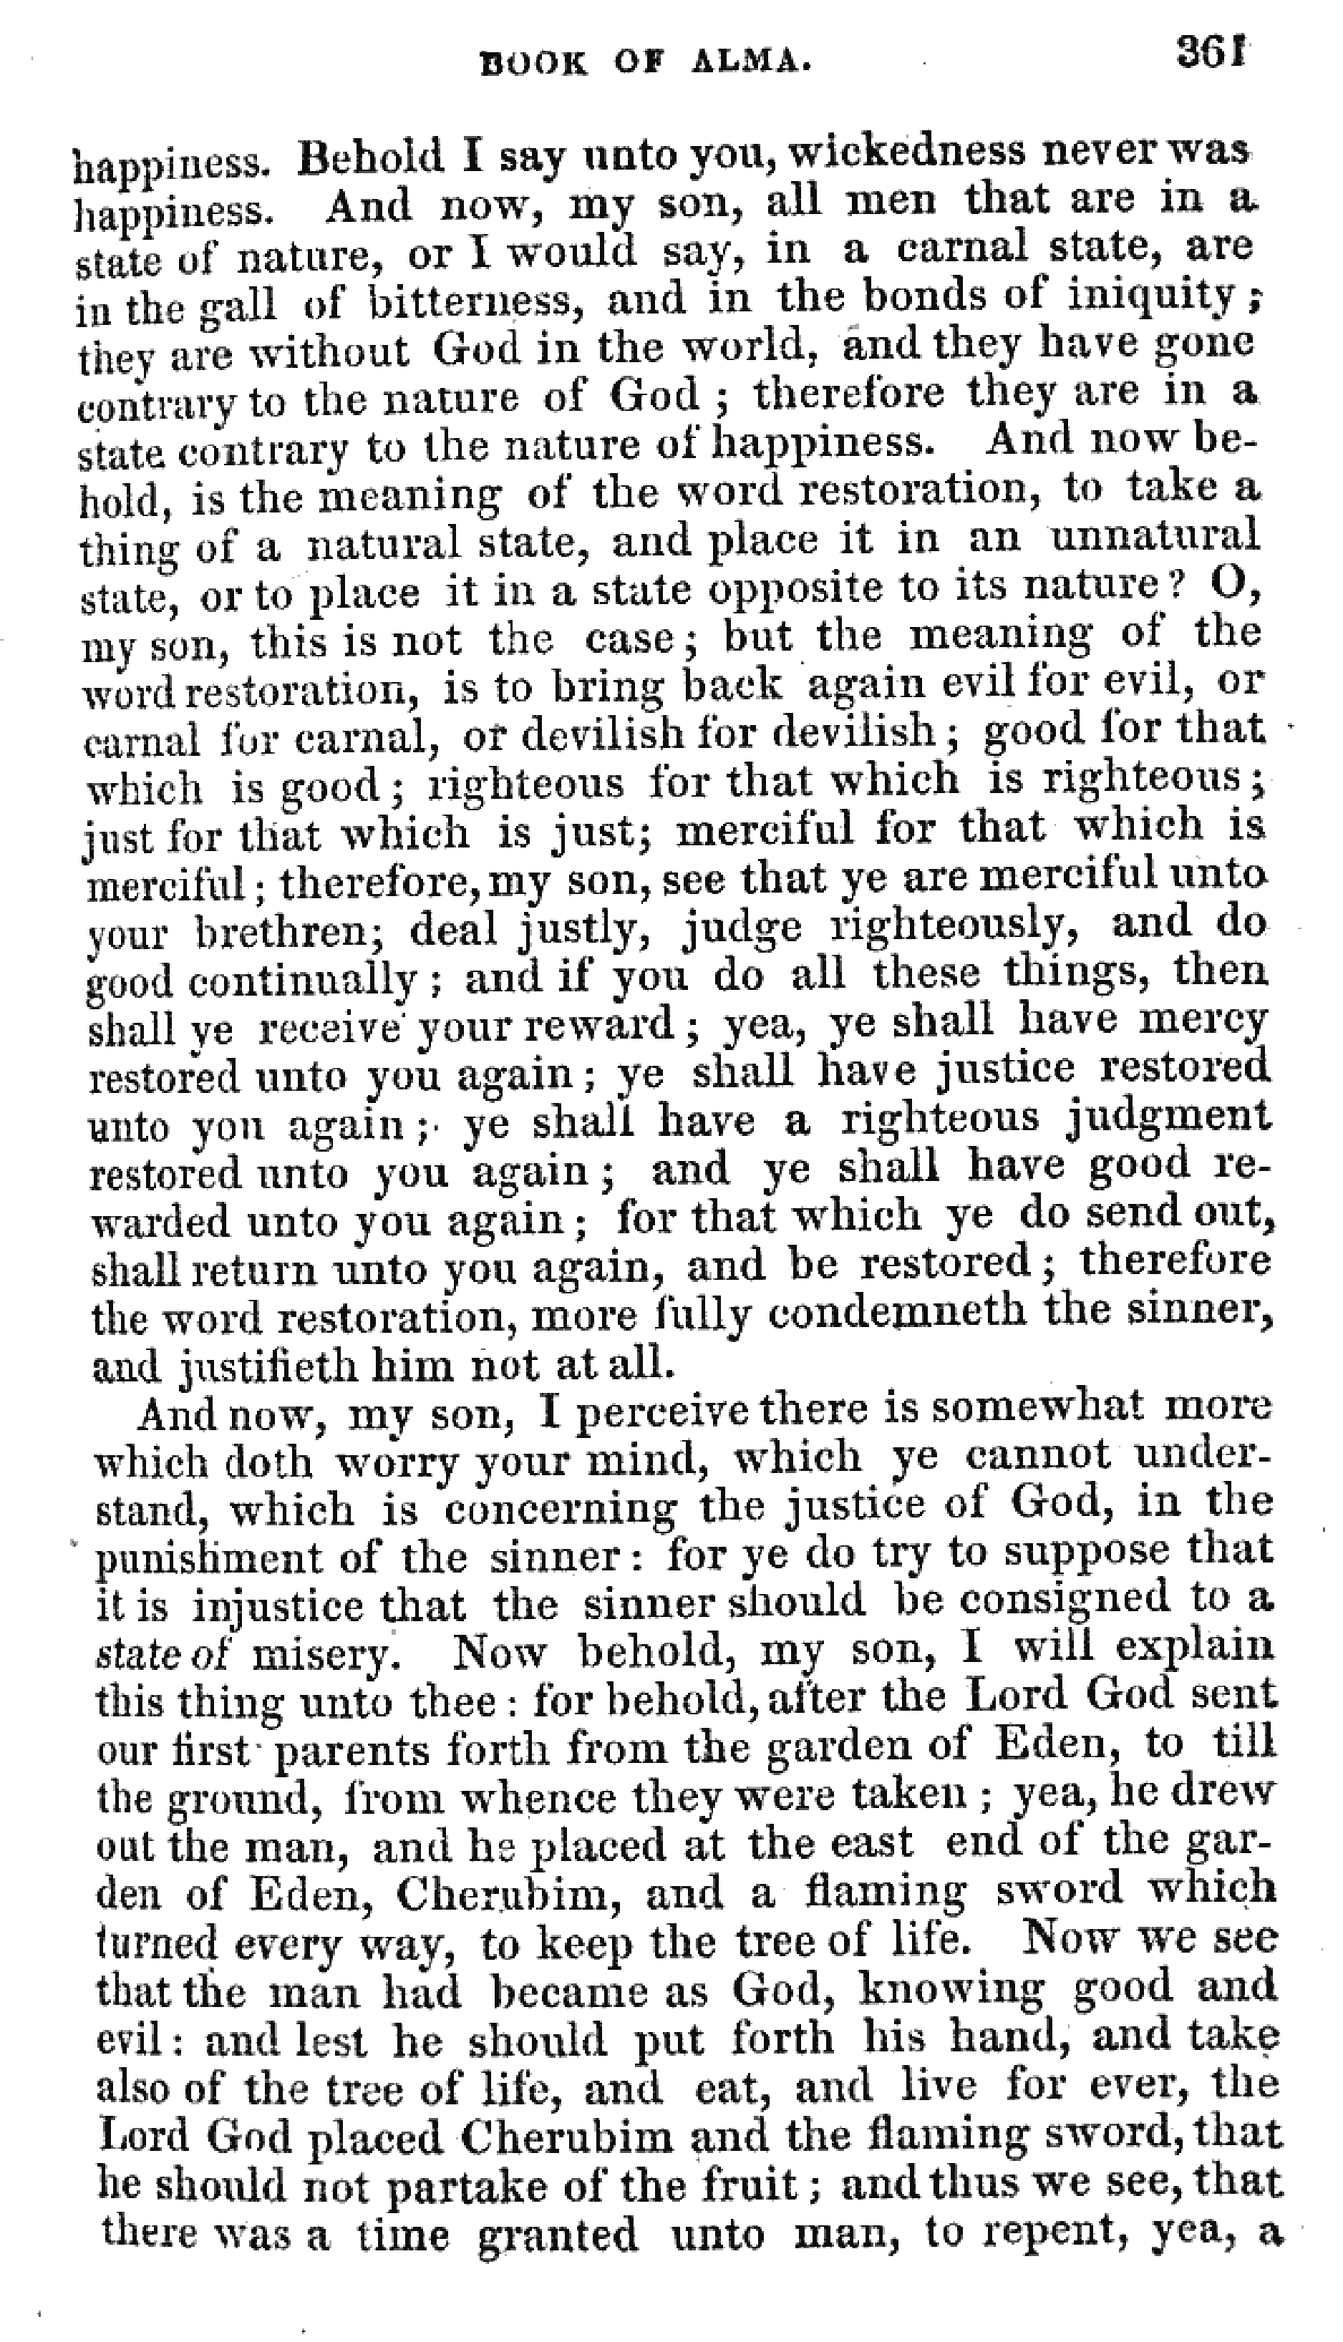 BOOK OF ALMA. 361
happiness. Behold I say unto you, wickedness never was
happiness. And now, my son, all men that are in a
state of nature, or I would say, in a carnal state, are
in the gall of bitterness, and in the bonds of iniquity;
they are without God in the world, and they have gone
contrary to the nature of God; therefore they are in a
state contrary to the nature of happiness. And now be-
hold, is the meaning of the word restoration, to take a
thing of a natural state, and place it in an unnatural
state, or to place it in a state opposite to its nature? O,
my son, this is not the case; but the meaning of the
word restoration, is to bring back again evil for evil, or
carnal for carnal, or devilish for devilish; good for that
which is good; righteous for that which is righteous;
just for that which is just; merciful for that which is
merciful; therefore, my son, see that ye are merciful unto
your brethren; deal justly, judge righteously, and do
good continually; and if you do all these things, then
shall ye receive your reward; yea, ye shall have mercy
restored unto you again; ye shall have justice restored
unto you again; ye shall have a righteous judgment
restored unto you again; and ye shall have good re-
warded unto you again; for that which ye do send out,
shall return unto you again, and be restored; therefore
the word restoration, more fully condemneth the sinner,
and justifieth him not at all.
And now, my son, I perceive there is somewhat more
which doth worry your mind, which ye cannot under-
stand, which is concerning the justice of God, in the
punishment of the sinner: for ye do try to suppose that
it is injustice that the sinner should be consigned to a
state of misery. Now behold, my son, I will explain
this thing unto thee: for behold, after the Lord God sent
our first parents forth from the garden of Eden, to till
the ground, from whence they were taken; yea, he drew
out the man, and he placed at the east end of the gar-
den of Eden, Cherubim, and a flaming sword which
turned every way, to keep the tree of life. Now we see
that the man had became as God, knowing good and
evil: and lest he should put forth his hand, and take
also of the tree of life, and eat, and live for ever, the
Lord God placed Cherubim and the flaming sword, that
he should not partake of the fruit; and thus we see, that
there was a time granted unto man, to repent, yea, a